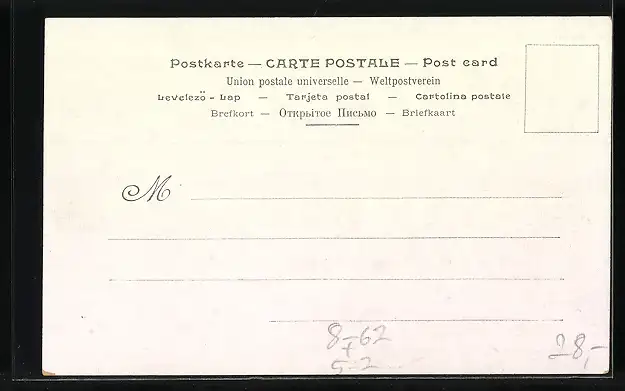 Postkarte — CARTE POSTALE — Post card
Union postale universelle — Weltpostverein
Levelezö - Lap — Tarjeta postal — Cartolina postale
Brefkort — Открытое Письмо — Briefkaart
M
8-62
28,-